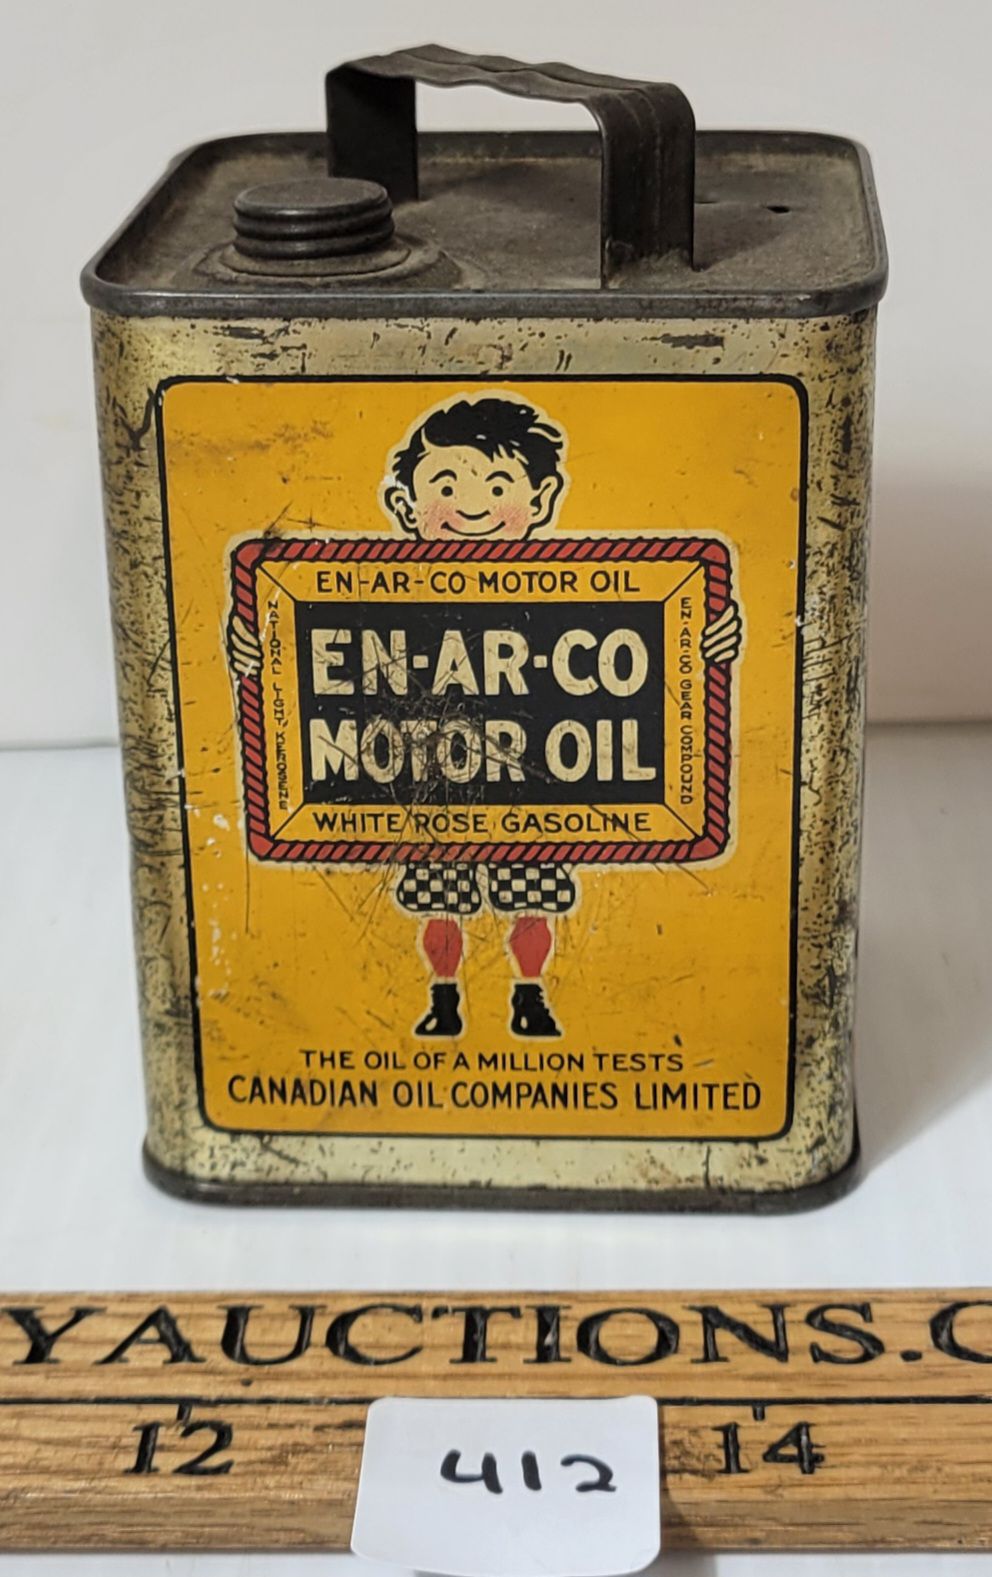 EN-AR-CO MOTOR OIL
NATIONAL LIGHT KEROSENE
EN-AR-CO
MOTOR OIL
EN-AR-CO GEAR COMPOUND
WHITE ROSE GASOLINE
THE OIL OF A MILLION TESTS
CANADIAN OIL COMPANIES LIMITED
YAUCTIONS.C
12 14
412